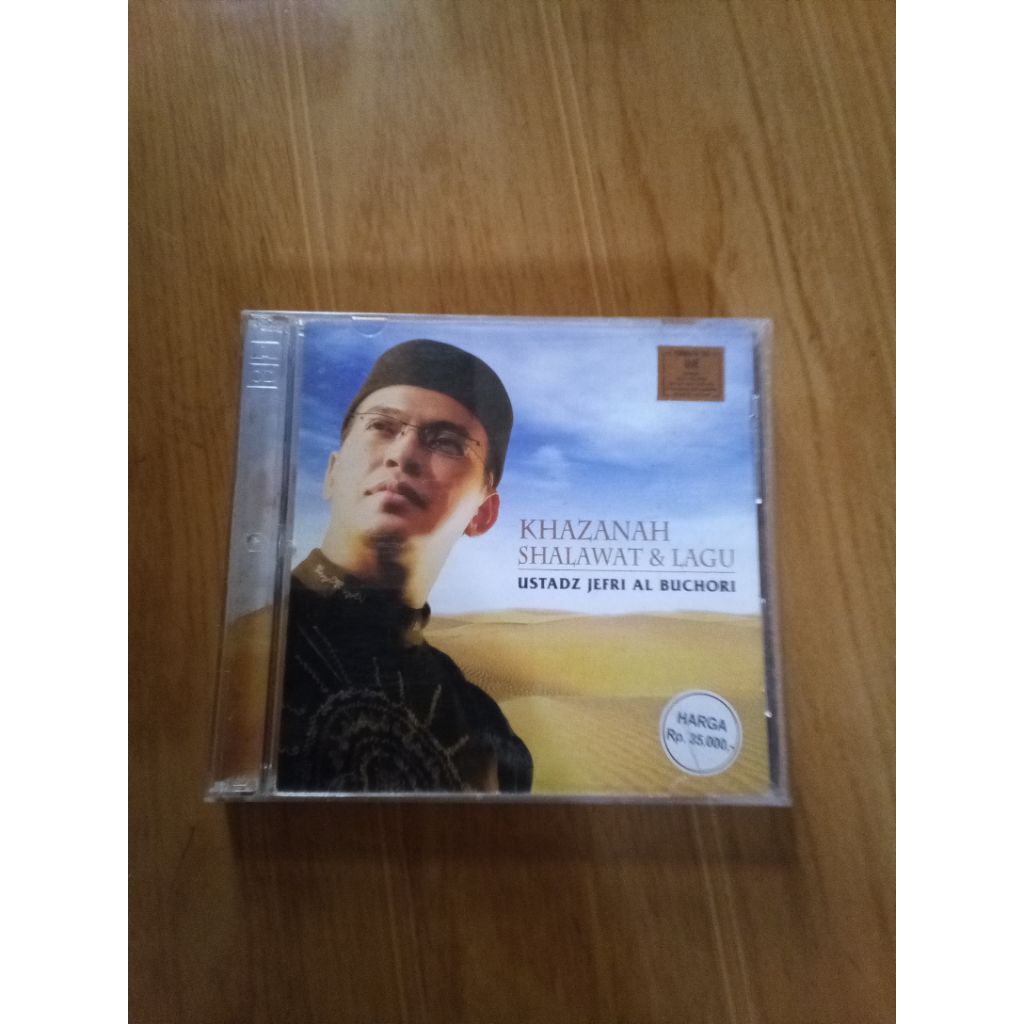 KHAZANAH
SHALAWAT & LAGU
USTADZ JEFRI AL BUCHORI
HARGA
Rp. 35.000,-